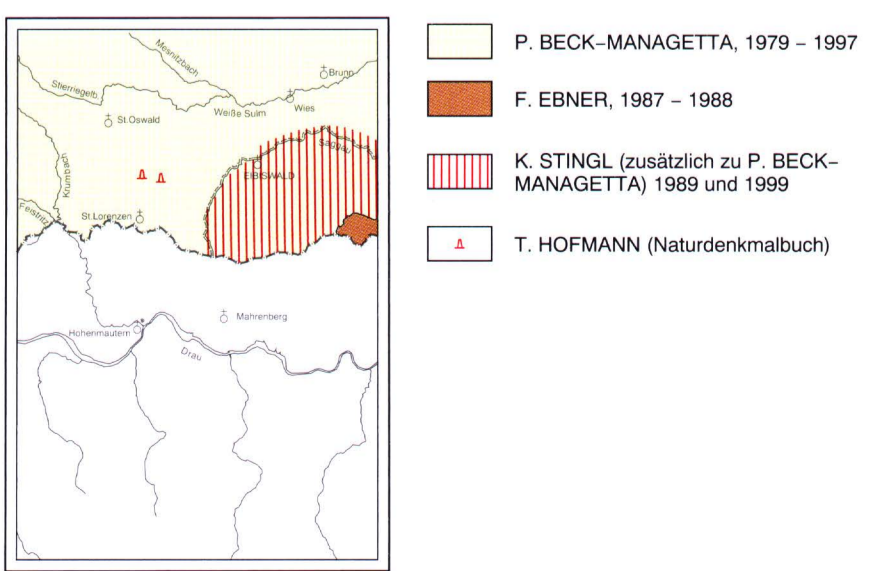 Mesnitzbach
Brunn
Stierriegelb.
Wies
Weiße Sulm
St.Oswald
Saggau
EIBISWALD
Krumbach
Feistritz
St.Lorenzen
Mahrenberg
Hohenmautern
Drau
P. BECK–MANAGETTA, 1979 – 1997
F. EBNER, 1987 – 1988
K. STINGL (zusätzlich zu P. BECK–
MANAGETTA) 1989 und 1999
T. HOFMANN (Naturdenkmalbuch)